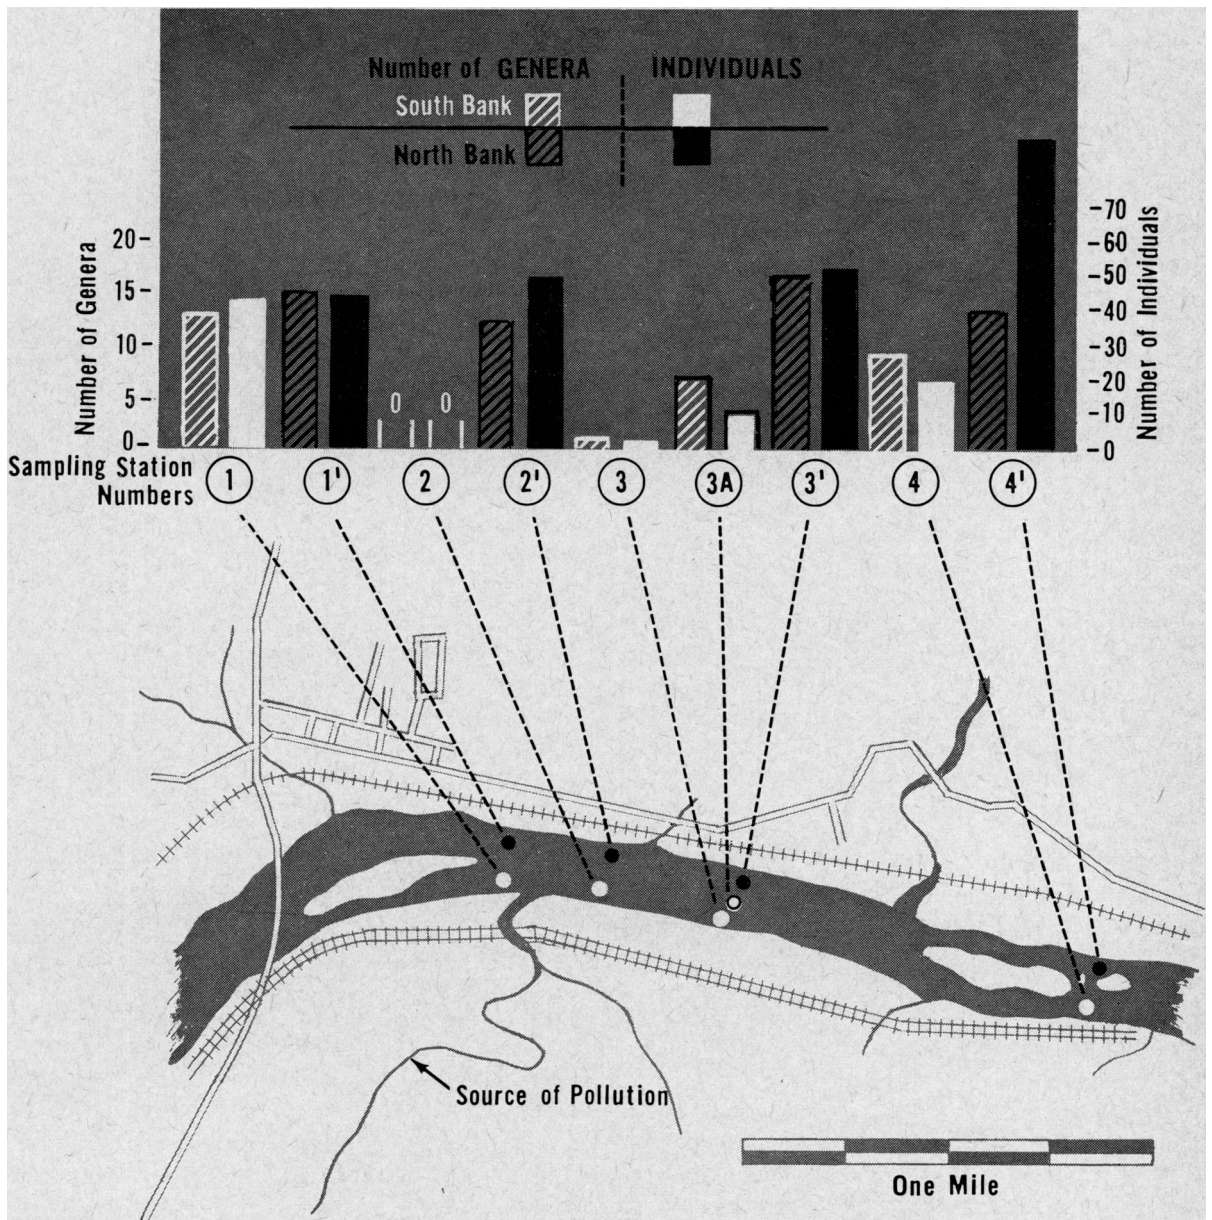 Number of GENERA INDIVIDUALS
South Bank
North Bank
Number of Genera
20-
15-
10-
5-
0-
-70
-60
-50
-40
-30
-20
-10
-0
Number of Individuals
0 0
Sampling Station
Numbers
1 1' 2 2' 3 3A 3' 4 4'
Source of Pollution
One Mile